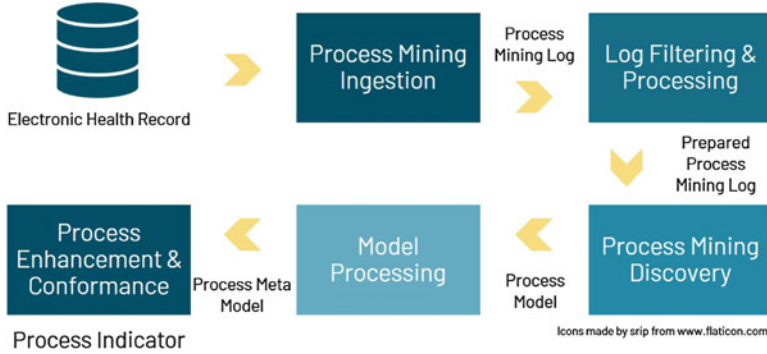 Electronic Health Record
Process Mining
Ingestion
Process
Mining Log
Log Filtering &
Processing
Prepared
Process
Mining Log
Process Mining
Discovery
Process
Model
Model
Processing
Process Meta
Model
Process
Enhancement &
Conformance
Process Indicator
Icons made by srip from www.flaticon.com